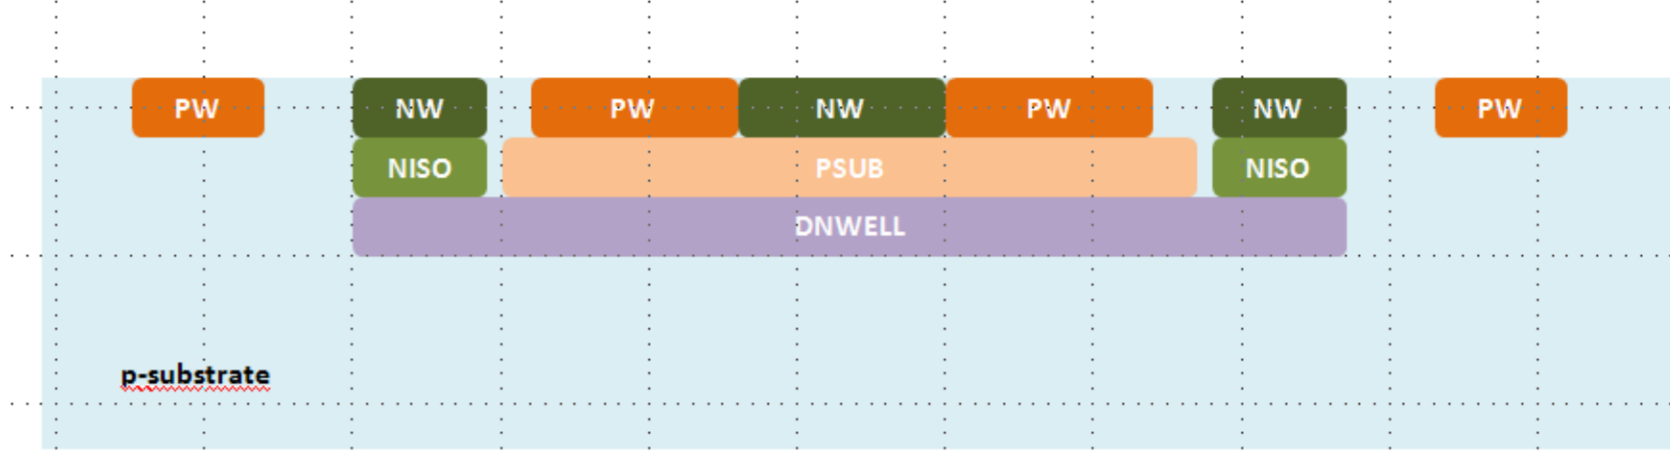 PW NW PW NW PW NW PW
NISO PSUB NISO
DNWELL
p-substrate